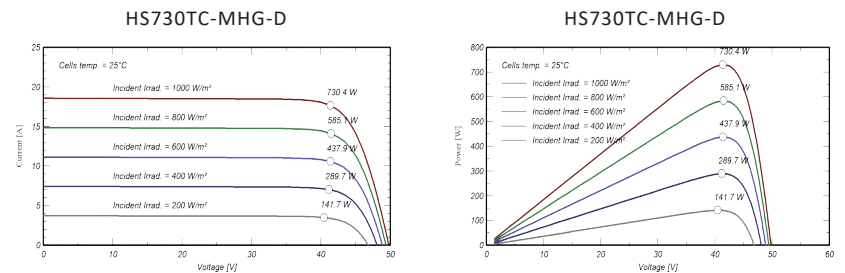 HS730TC-MHG-D
25
20
15
10
5
0
Current [A]
Cells temp. = 25°C
Incident Irrad. = 1000 W/m²
730.4 W
Incident Irrad. = 800 W/m²
585.1 W
Incident Irrad. = 600 W/m²
437.9 W
Incident Irrad. = 400 W/m²
289.7 W
Incident Irrad. = 200 W/m²
141.7 W
0 10 20 30 40 50
Voltage [V]
HS730TC-MHG-D
800
700
600
500
400
300
200
100
0
Power [W]
Cells temp. = 25°C
Incident Irrad. = 1000 W/m²
Incident Irrad. = 800 W/m²
Incident Irrad. = 600 W/m²
Incident Irrad. = 400 W/m²
Incident Irrad. = 200 W/m²
730.4 W
585.1 W
437.9 W
289.7 W
141.7 W
0 10 20 30 40 50 60
Voltage [V]